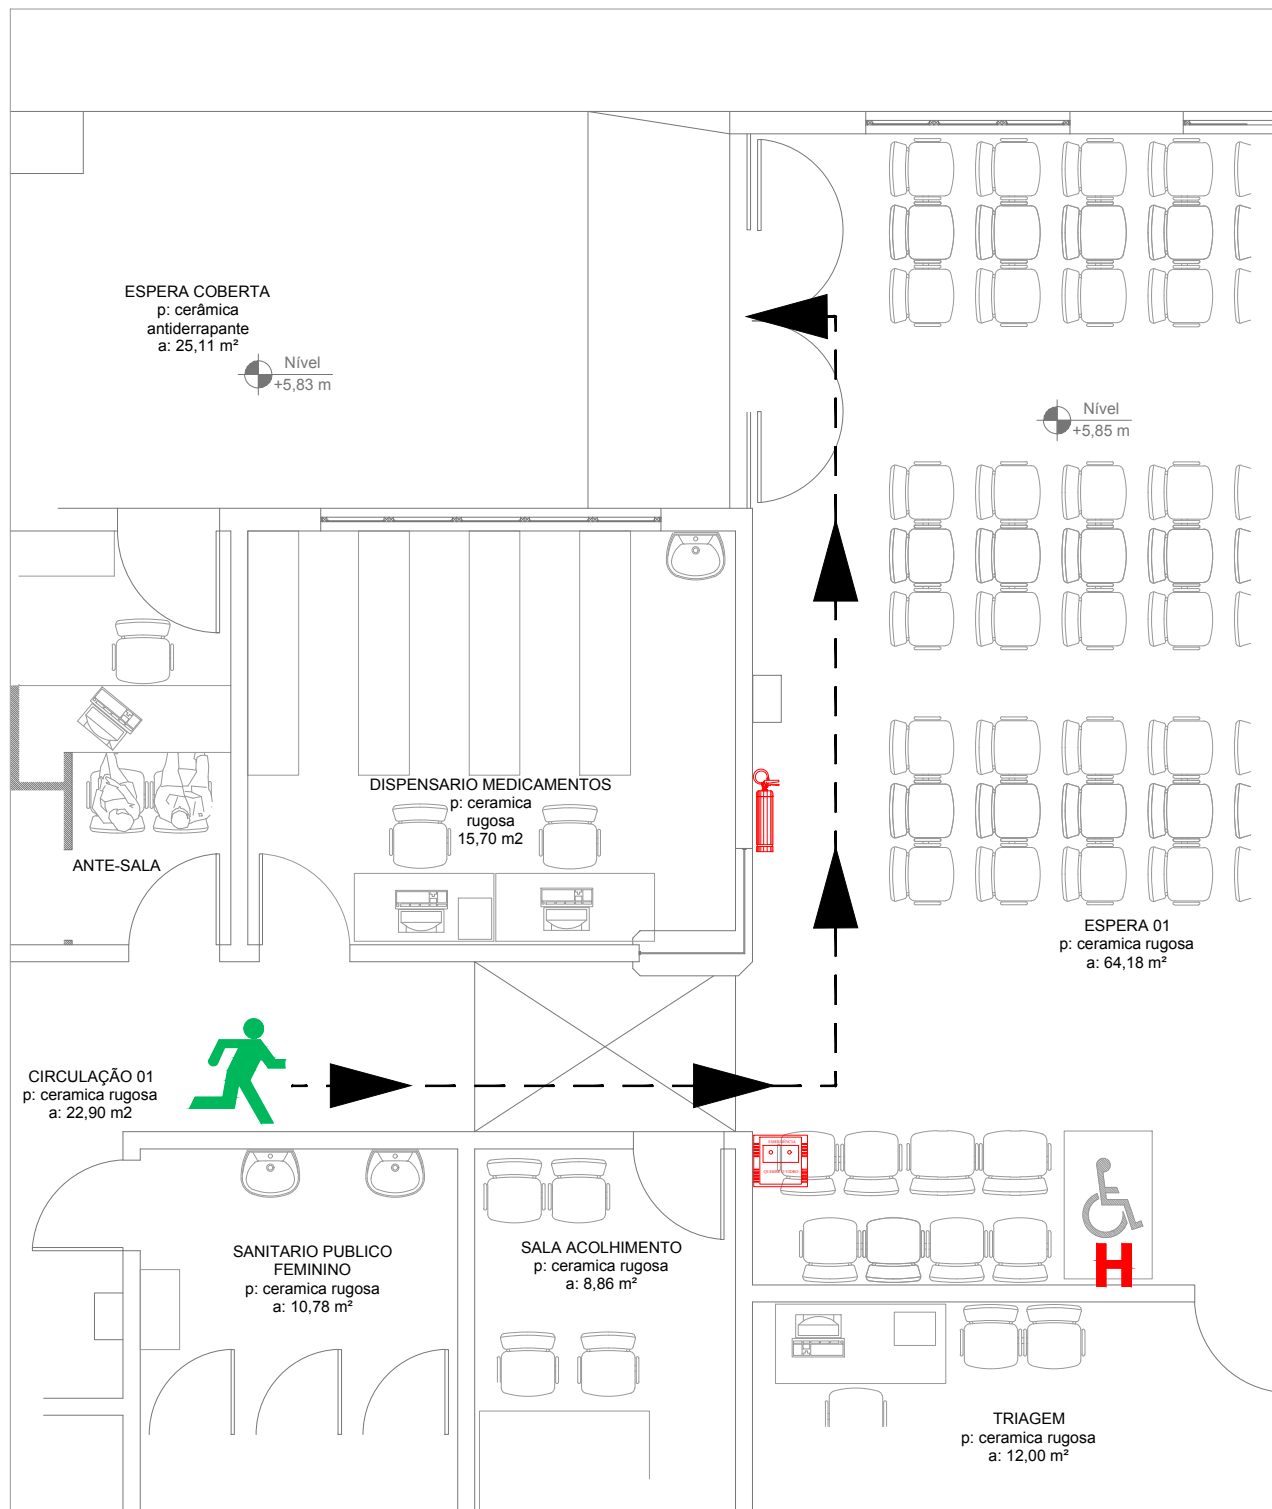 ESPERA COBERTA
p: cerâmica
antiderrapante
a: 25,11 m²
Nível
+5,83 m
Nível
+5,85 m
DISPENSARIO MEDICAMENTOS
p: ceramica
rugosa
15,70 m2
ANTE-SALA
ESPERA 01
p: ceramica rugosa
a: 64,18 m²
CIRCULAÇÃO 01
p: ceramica rugosa
a: 22,90 m2
SANITARIO PUBLICO
FEMININO
p: ceramica rugosa
a: 10,78 m²
SALA ACOLHIMENTO
p: ceramica rugosa
a: 8,86 m²
H
TRIAGEM
p: ceramica rugosa
a: 12,00 m²